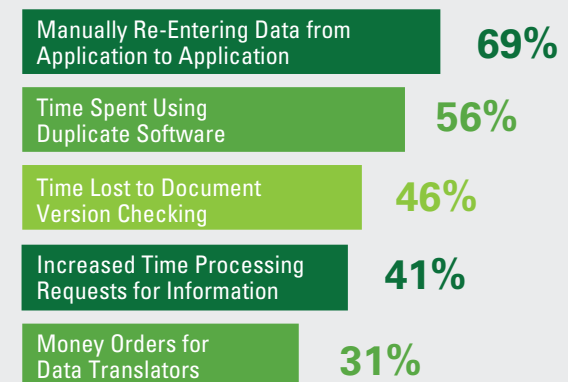 Manually Re-Entering Data from
Application to Application
69%
Time Spent Using
Duplicate Software
56%
Time Lost to Document
Version Checking
46%
Increased Time Processing
Requests for Information
41%
Money Orders for
Data Translators
31%